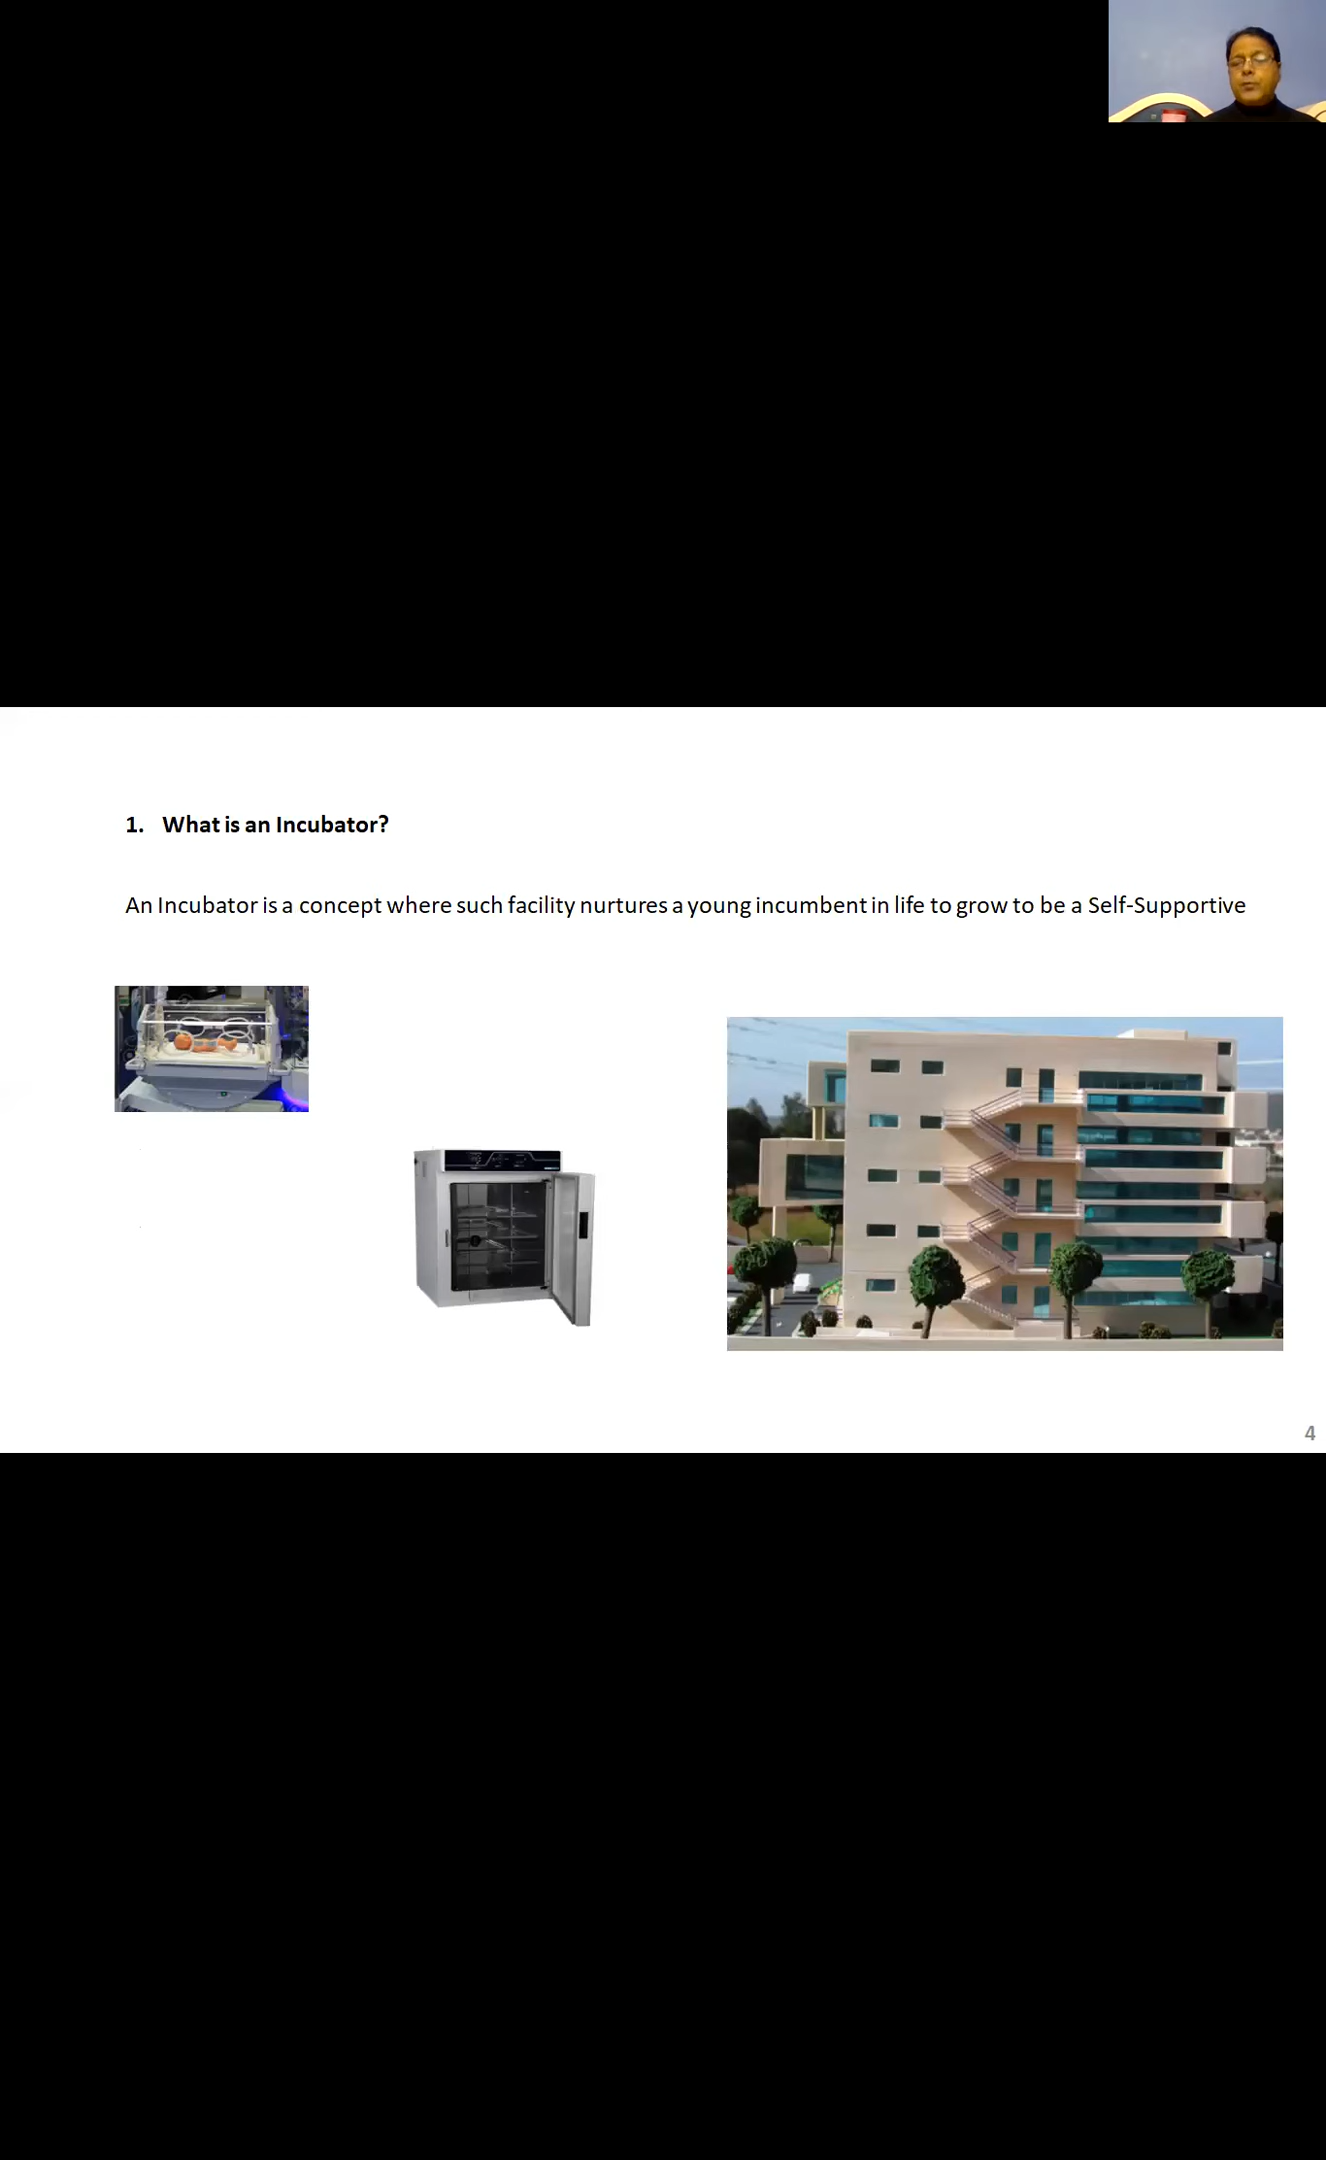 1. What is an Incubator?
An Incubator is a concept where such facility nurtures a young incumbent in life to grow to be a Self-Supportive
4